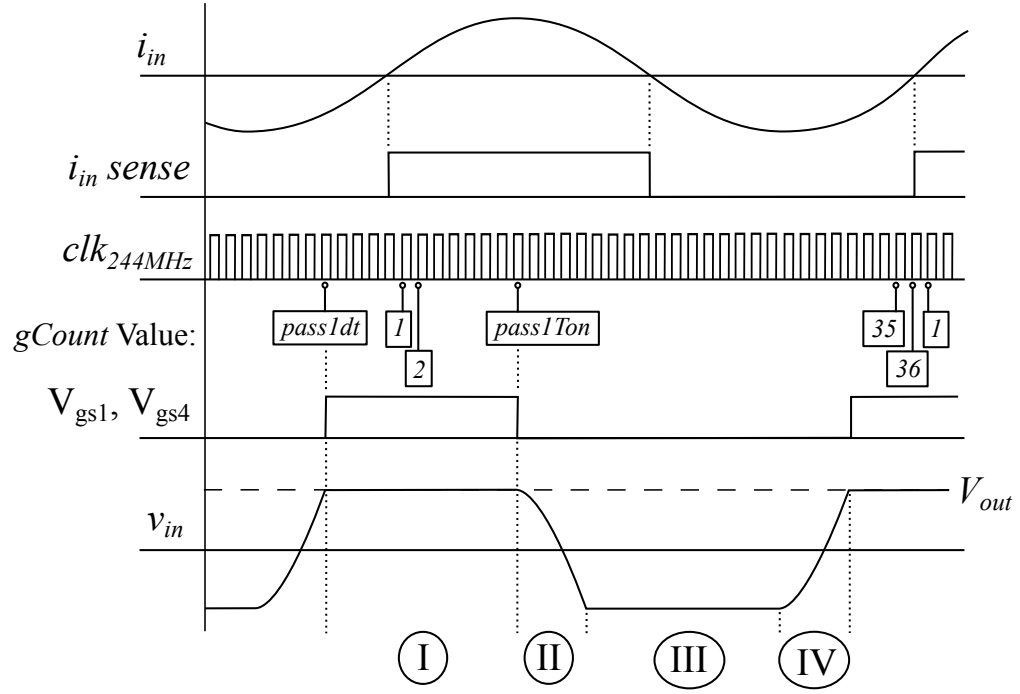 i_in
i_in sense
clk_244MHz
gCount Value:
pass1dt
1
2
pass1Ton
35
36
1
V_gs1, V_gs4
V_out
v_in
I
II
III
IV